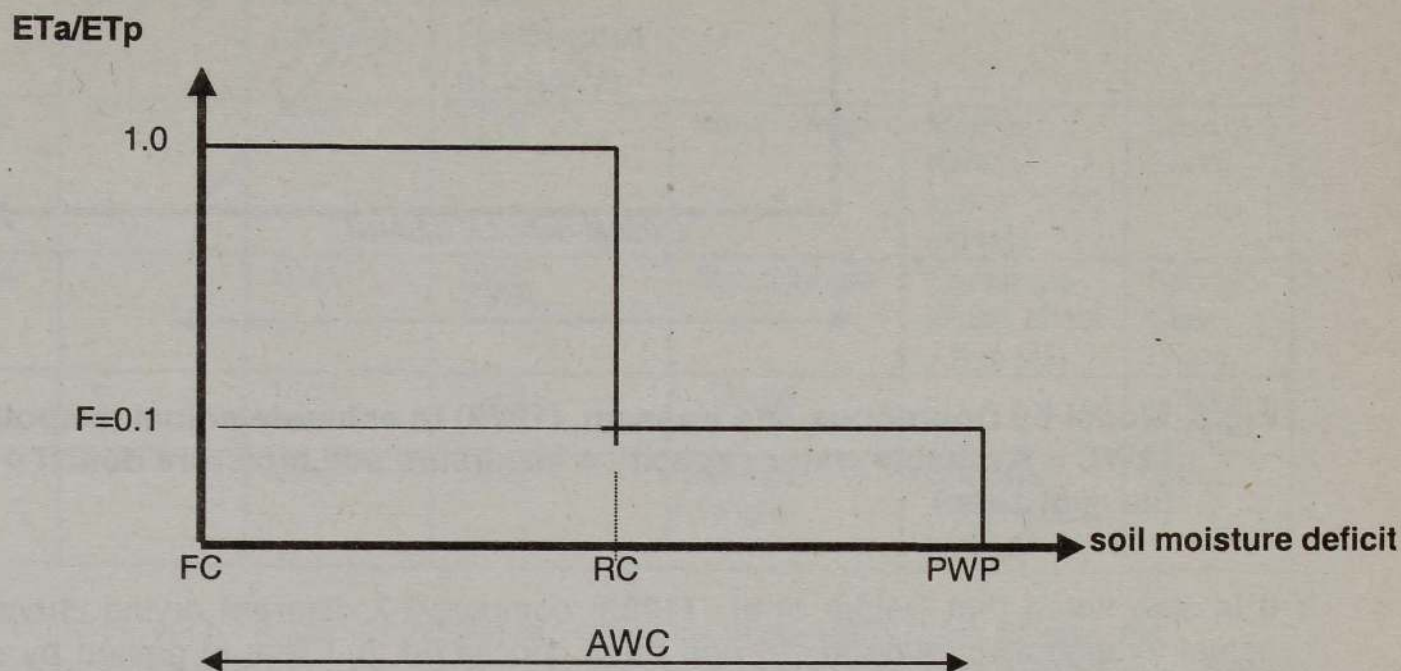 ETa/ETp
1.0
F=0.1
soil moisture deficit
FC RC PWP
AWC